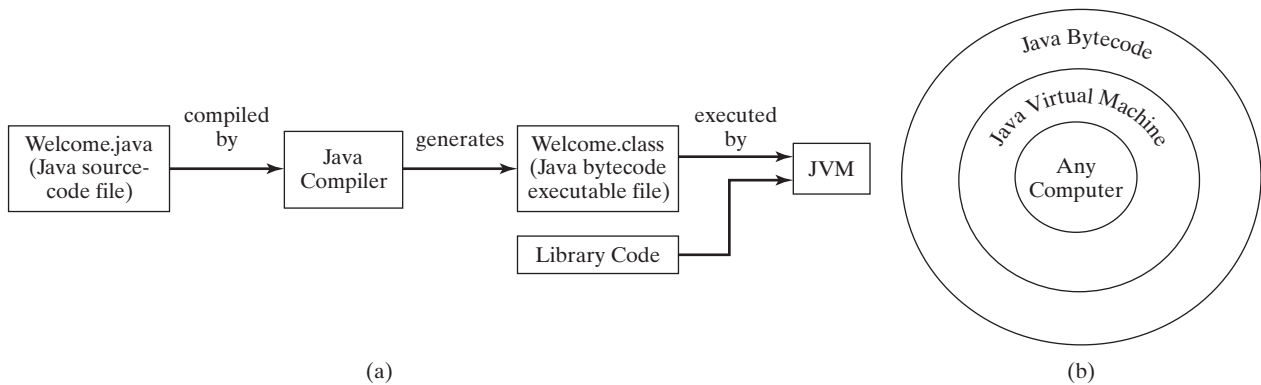 compiled
by
Welcome.java
(Java source-
code file)
Java
Compiler
generates
Welcome.class
(Java bytecode
executable file)
executed
by
JVM
Library Code
(a)
Java Bytecode
Java Virtual Machine
Any
Computer
(b)